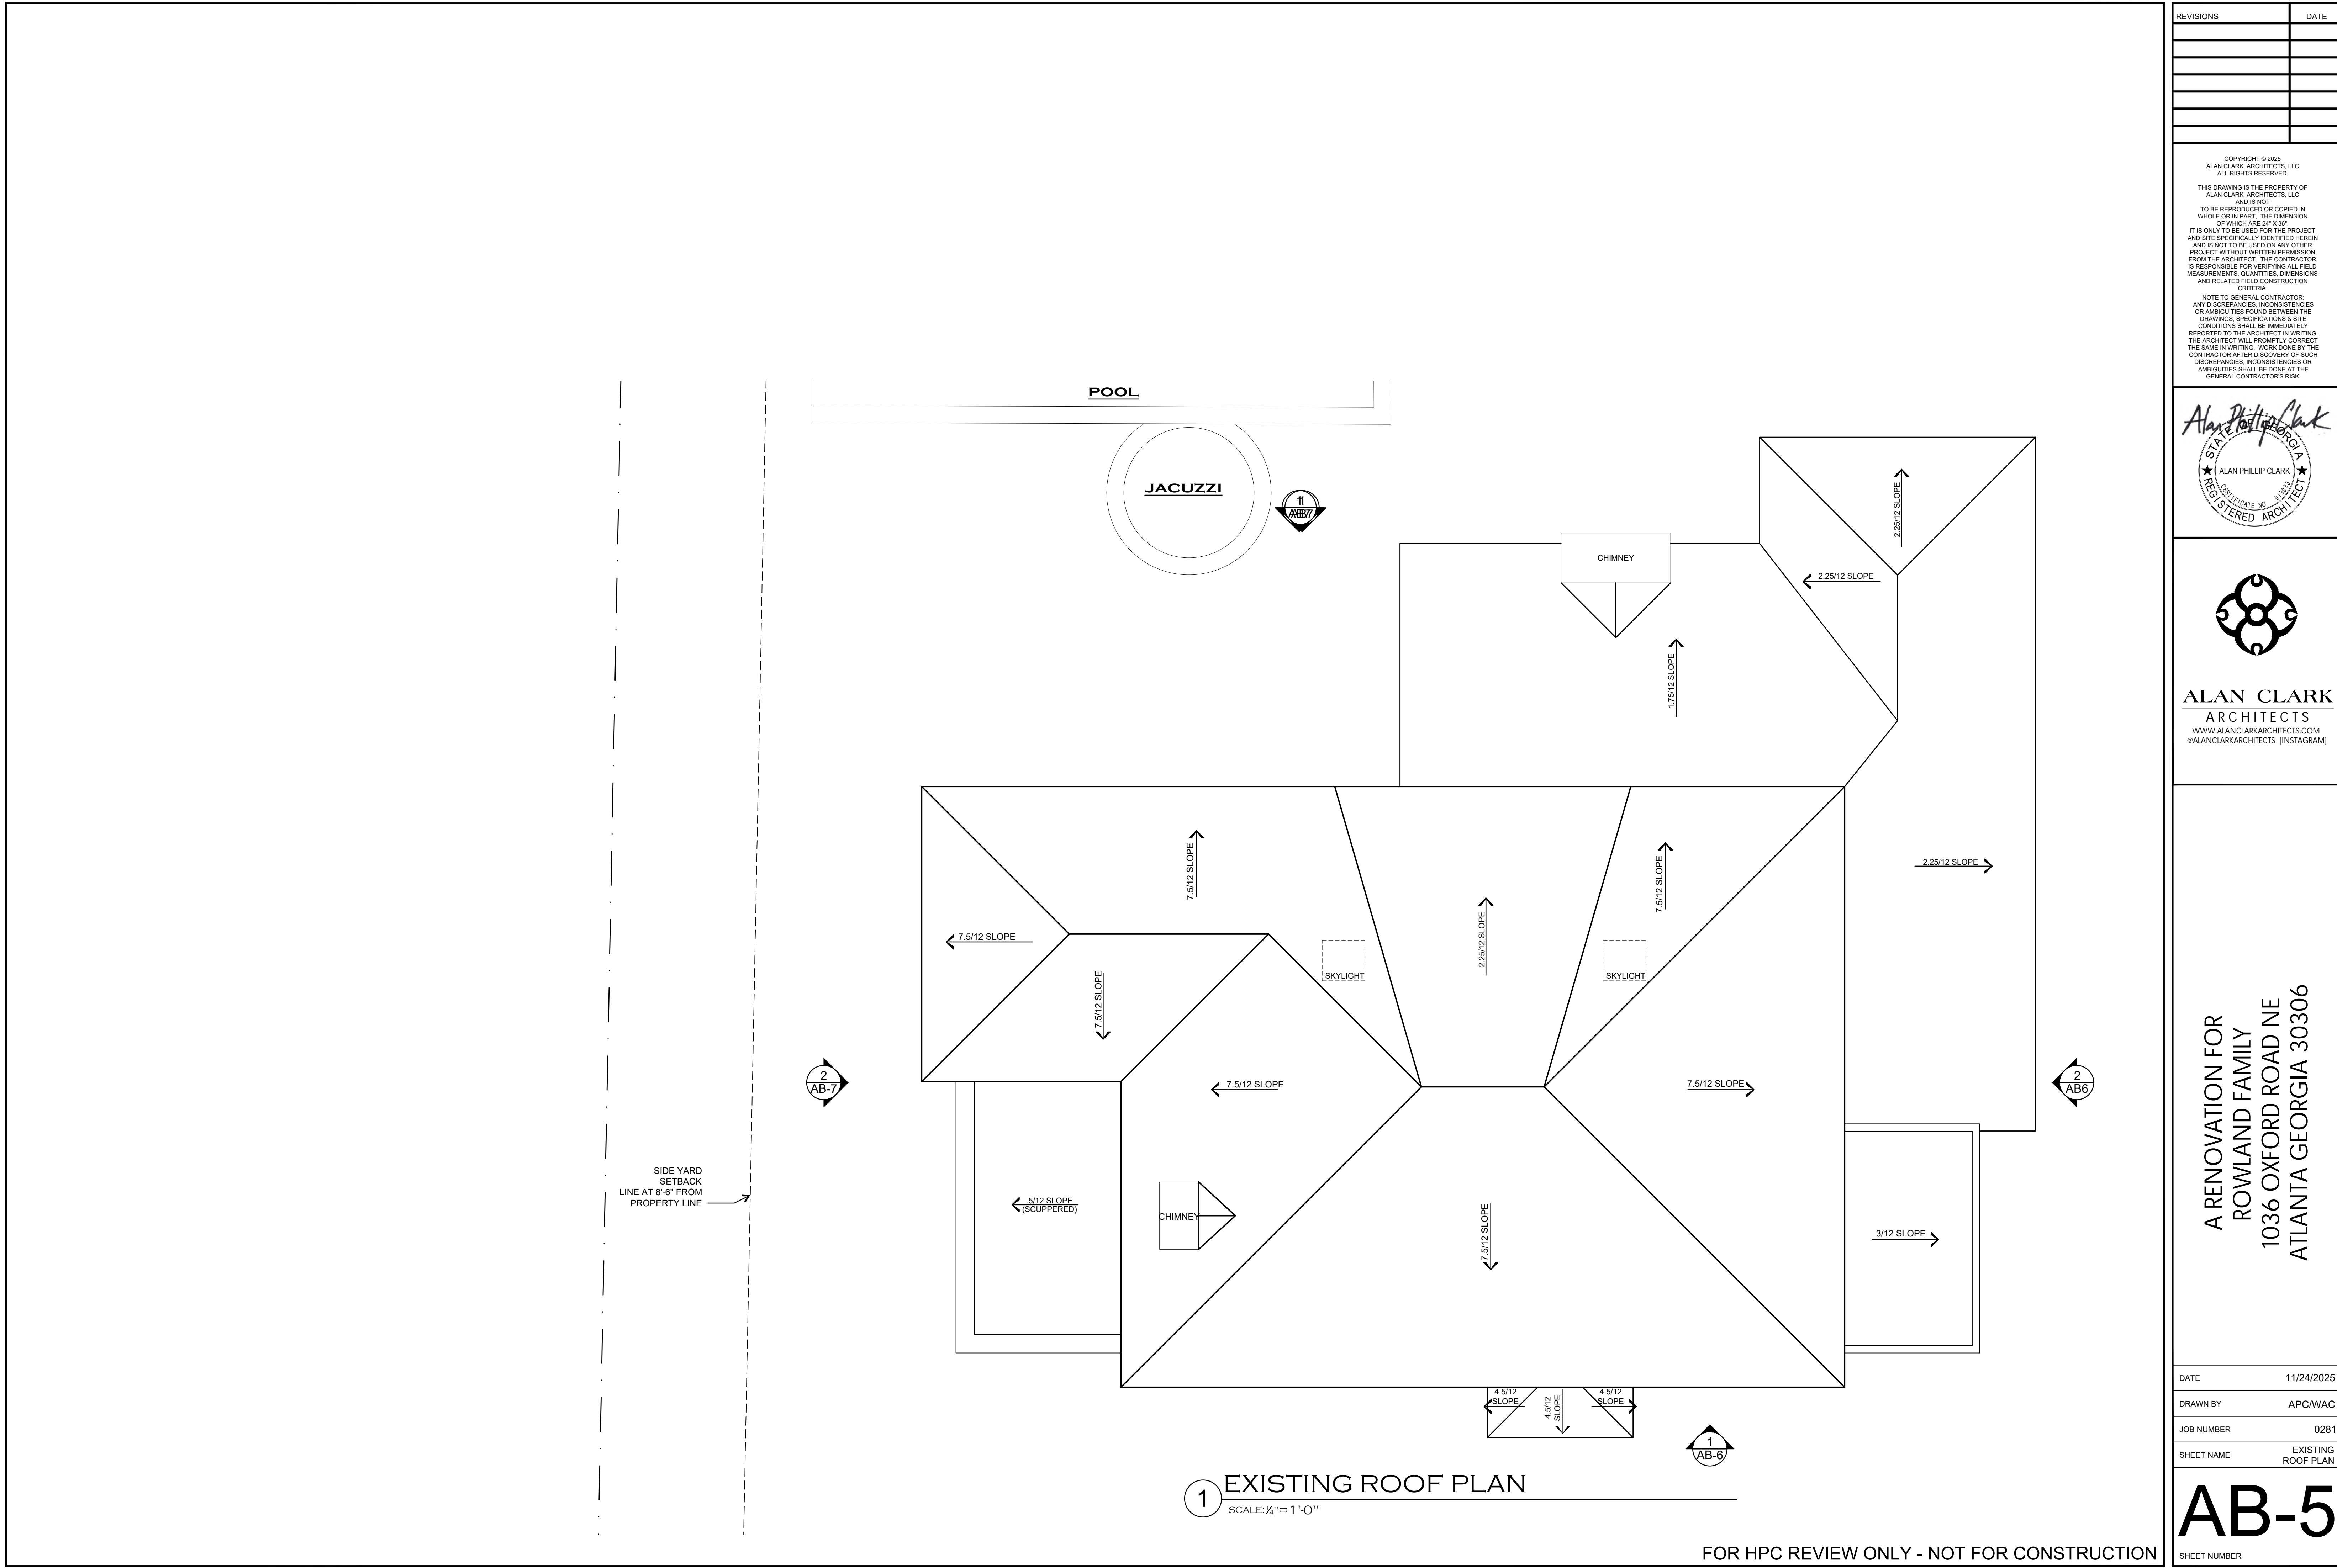 POOL
JACUZZI
11
CHIMNEY
2.25/12 SLOPE
2.25/12 SLOPE
1.75/12 SLOPE
7.5/12 SLOPE
7.5/12 SLOPE
2.25/12 SLOPE
2.25/12 SLOPE
7.5/12 SLOPE
SKYLIGHT
SKYLIGHT
7.5/12 SLOPE
2
AB-7
7.5/12 SLOPE
7.5/12 SLOPE
2
AB6
SIDE YARD
SETBACK
LINE AT 8'-6" FROM
PROPERTY LINE
.5/12 SLOPE
(SCUPPERED)
CHIMNEY
7.5/12 SLOPE
3/12 SLOPE
4.5/12
SLOPE
4.5/12
SLOPE
4.5/12
SLOPE
1
AB-6
1
EXISTING ROOF PLAN
SCALE: ¼"= 1'-0"
FOR HPC REVIEW ONLY - NOT FOR CONSTRUCTION
REVISIONS DATE
COPYRIGHT © 2025
ALAN CLARK ARCHITECTS, LLC
ALL RIGHTS RESERVED.
THIS DRAWING IS THE PROPERTY OF
ALAN CLARK ARCHITECTS, LLC
AND IS NOT
TO BE REPRODUCED OR COPIED IN
WHOLE OR IN PART, THE DIMENSION
OF WHICH ARE 24" X 36".
IT IS ONLY TO BE USED FOR THE PROJECT
AND SITE SPECIFICALLY IDENTIFIED HEREIN
AND IS NOT TO BE USED ON ANY OTHER
PROJECT WITHOUT WRITTEN PERMISSION
FROM THE ARCHITECT. THE CONTRACTOR
IS RESPONSIBLE FOR VERIFYING ALL FIELD
MEASUREMENTS, QUANTITIES, DIMENSIONS
AND RELATED FIELD CONSTRUCTION
CRITERIA.
NOTE TO GENERAL CONTRACTOR:
ANY DISCREPANCIES, INCONSISTENCIES
OR AMBIGUITIES FOUND BETWEEN THE
DRAWINGS, SPECIFICATIONS & SITE
CONDITIONS SHALL BE IMMEDIATELY
REPORTED TO THE ARCHITECT IN WRITING.
THE ARCHITECT WILL PROMPTLY CORRECT
THE SAME IN WRITING. WORK DONE BY THE
CONTRACTOR AFTER DISCOVERY OF SUCH
DISCREPANCIES, INCONSISTENCIES OR
AMBIGUITIES SHALL BE DONE AT THE
GENERAL CONTRACTOR'S RISK.
Alan Phillip Clark
STATE OF GEORGIA
ALAN PHILLIP CLARK
CERTIFICATE NO. 013033
REGISTERED ARCHITECT
ALAN CLARK
ARCHITECTS
WWW.ALANCLARKARCHITECTS.COM
@ALANCLARKARCHITECTS [INSTAGRAM]
A RENOVATION FOR
ROWLAND FAMILY
1036 OXFORD ROAD NE
ATLANTA GEORGIA 30306
DATE 11/24/2025
DRAWN BY APC/WAC
JOB NUMBER 0281
SHEET NAME EXISTING
ROOF PLAN
AB-5
SHEET NUMBER